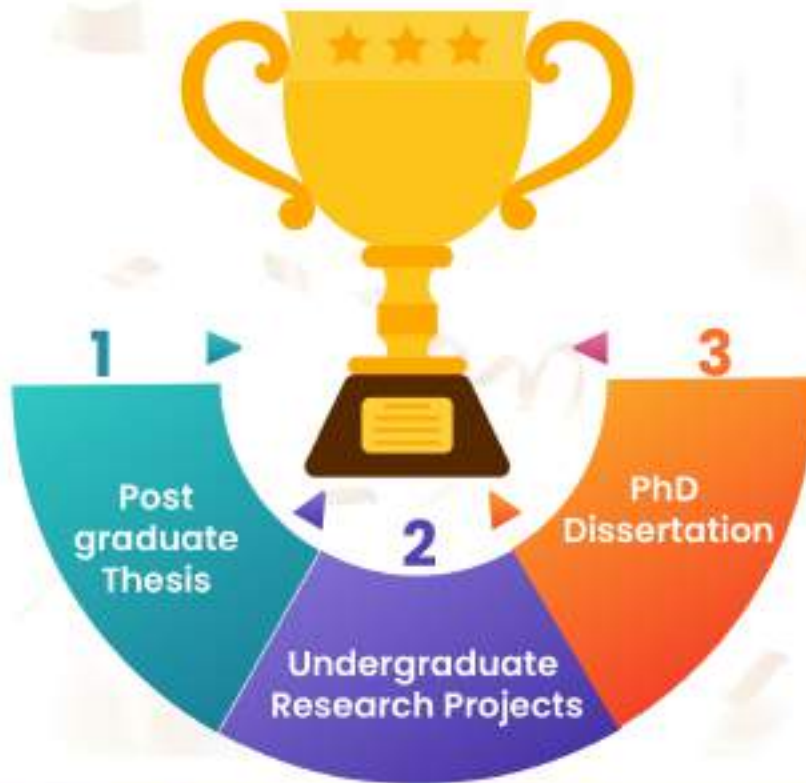 1
Post
graduate
Thesis
2
Undergraduate
Research Projects
3
PhD
Dissertation